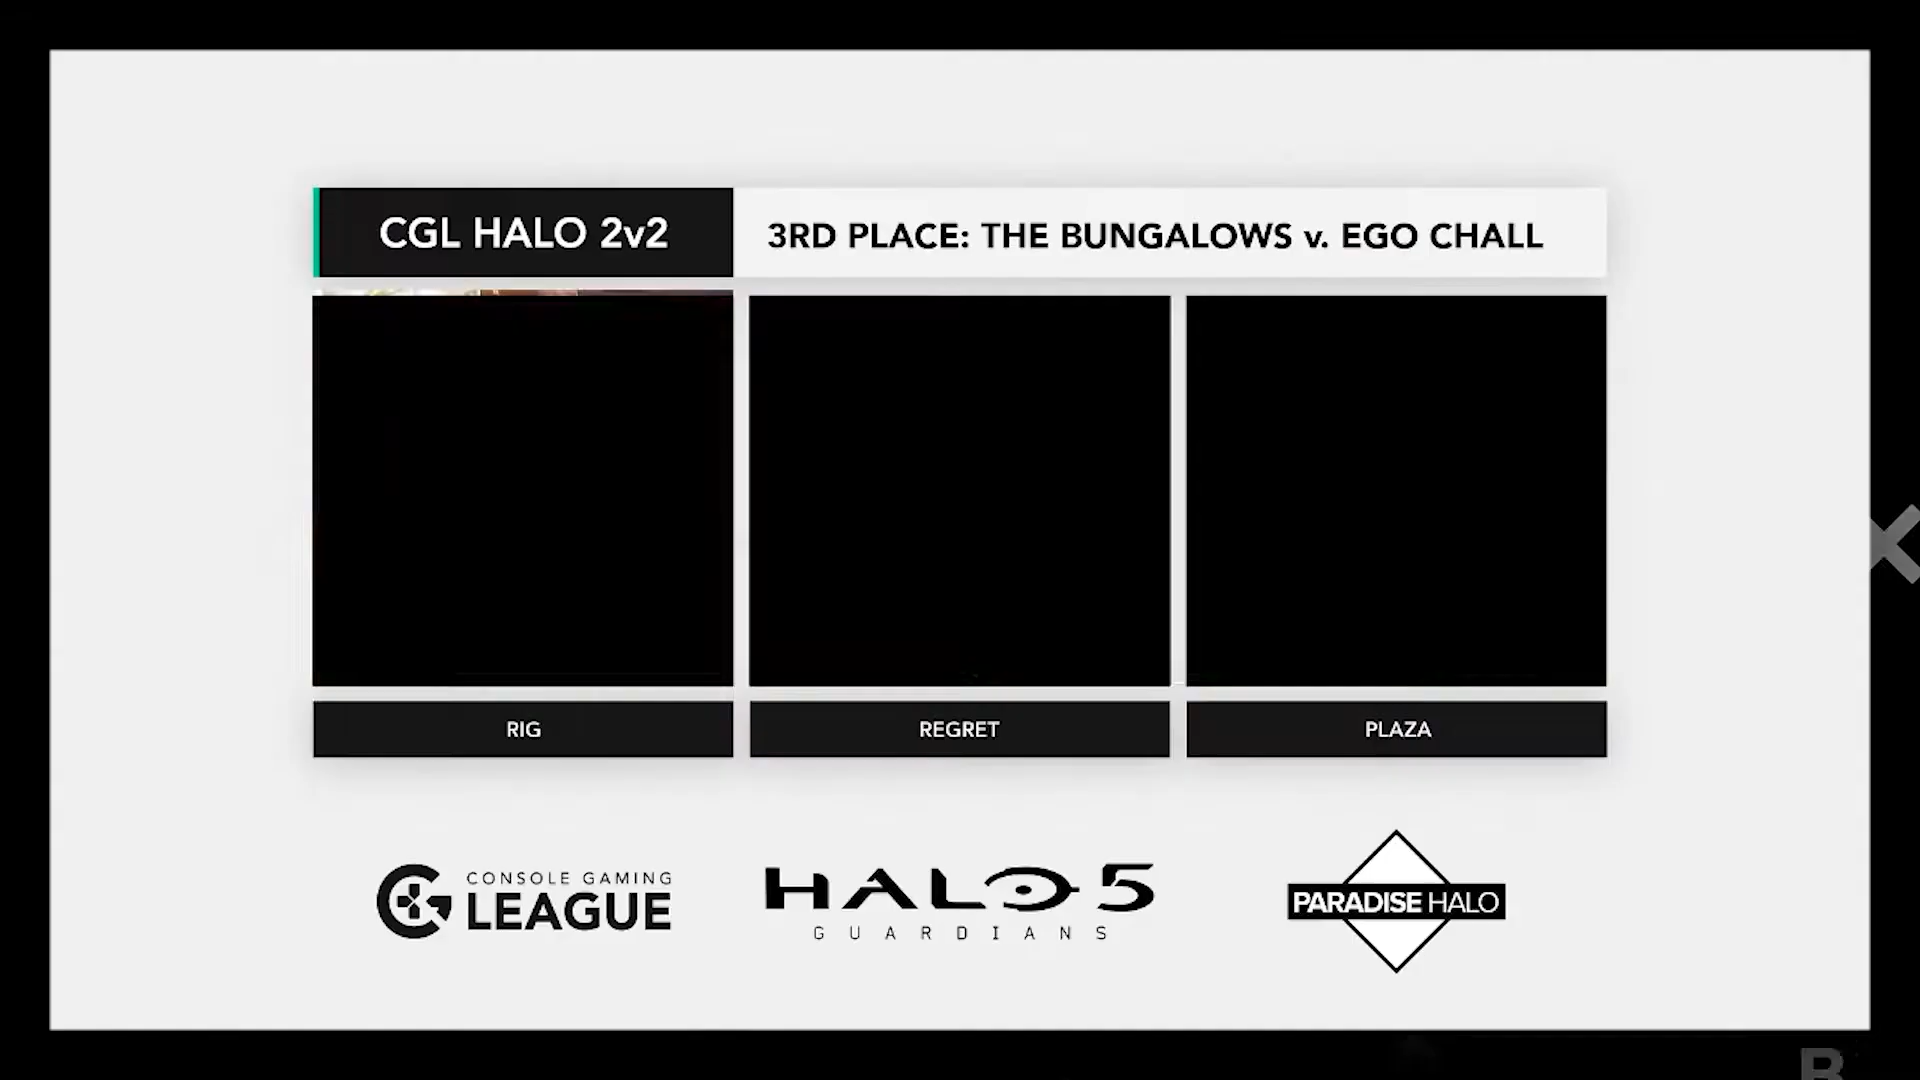 CGL HALO 2v2
3RD PLACE: THE BUNGALOWS v. EGO CHALL
RIG
REGRET
PLAZA
CONSOLE GAMING
LEAGUE
HALO 5
GUARDIANS
PARADISE HALO